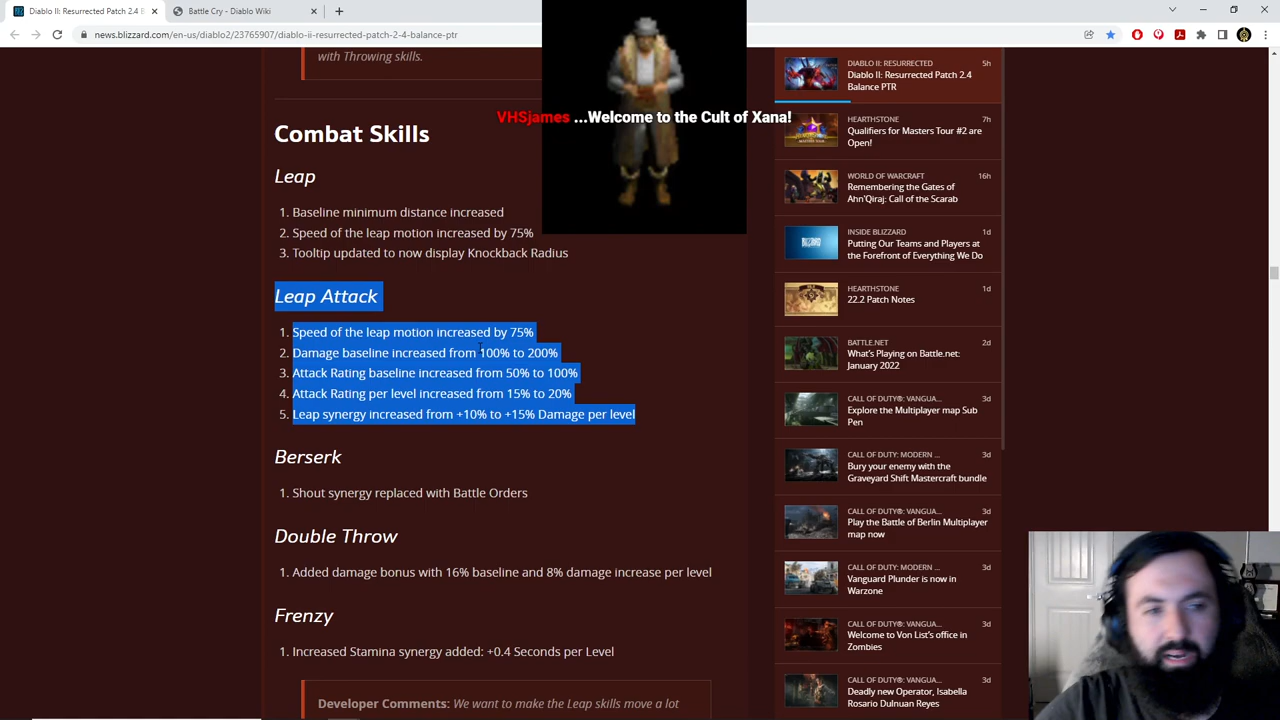 Diablo II: Resurrected Patch 2.4 B
Battle Cry - Diablo Wiki
news.blizzard.com/en-us/diablo2/23765907/diablo-ii-resurrected-patch-2-4-balance-ptr
with Throwing skills.
VHSjames ...Welcome to the Cult of Xana!
Combat Skills
Leap
1. Baseline minimum distance increased
2. Speed of the leap motion increased by 75%
3. Tooltip updated to now display Knockback Radius
Leap Attack
1. Speed of the leap motion increased by 75%
2. Damage baseline increased from 100% to 200%
3. Attack Rating baseline increased from 50% to 100%
4. Attack Rating per level increased from 15% to 20%
5. Leap synergy increased from +10% to +15% Damage per level
Berserk
1. Shout synergy replaced with Battle Orders
Double Throw
1. Added damage bonus with 16% baseline and 8% damage increase per level
Frenzy
1. Increased Stamina synergy added: +0.4 Seconds per Level
Developer Comments: We want to make the Leap skills move a lot
DIABLO II: RESURRECTED 5h
Diablo II: Resurrected Patch 2.4
Balance PTR
HEARTHSTONE 7h
Qualifiers for Masters Tour #2 are
Open!
WORLD OF WARCRAFT 16h
Remembering the Gates of
Ahn'Qiraj: Call of the Scarab
INSIDE BLIZZARD 1d
Putting Our Teams and Players at
the Forefront of Everything We Do
HEARTHSTONE 1d
22.2 Patch Notes
BATTLE.NET 2d
What's Playing on Battle.net:
January 2022
CALL OF DUTY®: VANGUA... 3d
Explore the Multiplayer map Sub
Pen
CALL OF DUTY: MODERN ... 3d
Bury your enemy with the
Graveyard Shift Mastercraft bundle
CALL OF DUTY®: VANGUA... 3d
Play the Battle of Berlin Multiplayer
map now
CALL OF DUTY: MODERN ... 3d
Vanguard Plunder is now in
Warzone
CALL OF DUTY®: VANGUA... 3d
Welcome to Von List's office in
Zombies
CALL OF DUTY®: VANGUA... 3d
Deadly new Operator, Isabella
Rosario Dulnuan Reyes